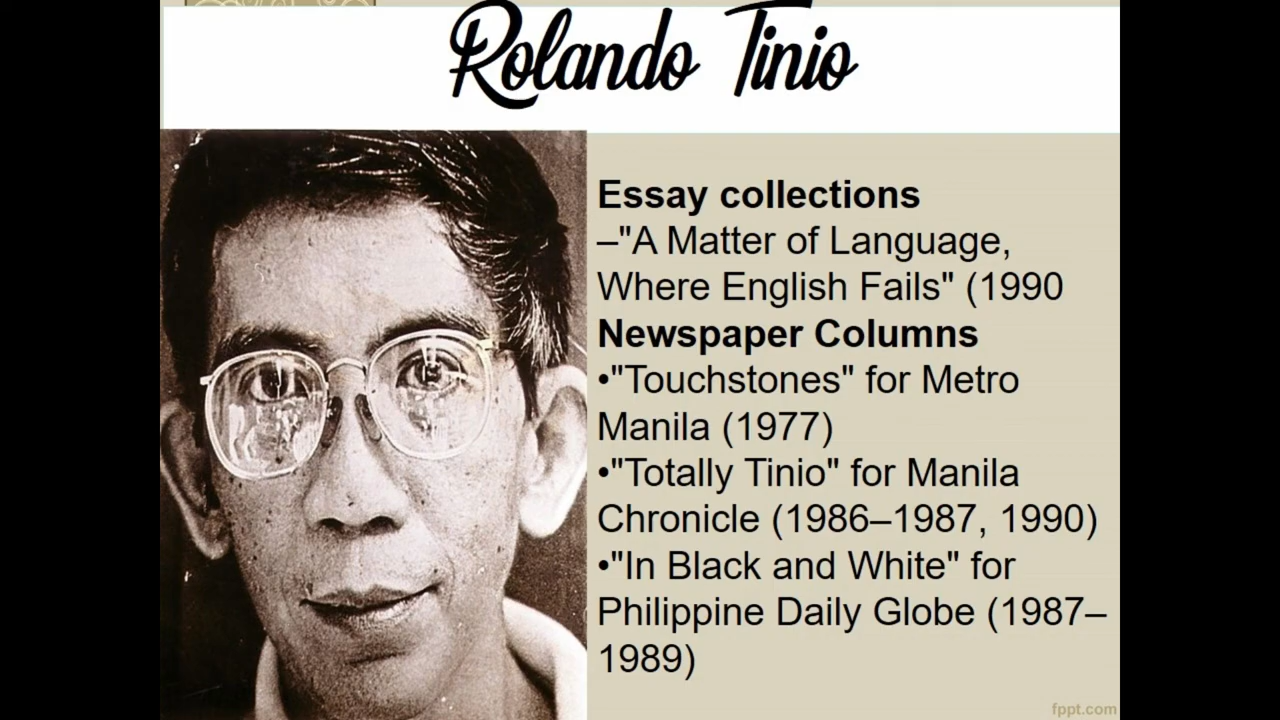 Rolando Tinio
Essay collections
–"A Matter of Language,
Where English Fails" (1990
Newspaper Columns
•"Touchstones" for Metro
Manila (1977)
•"Totally Tinio" for Manila
Chronicle (1986–1987, 1990)
•"In Black and White" for
Philippine Daily Globe (1987–
1989)
fppt.com